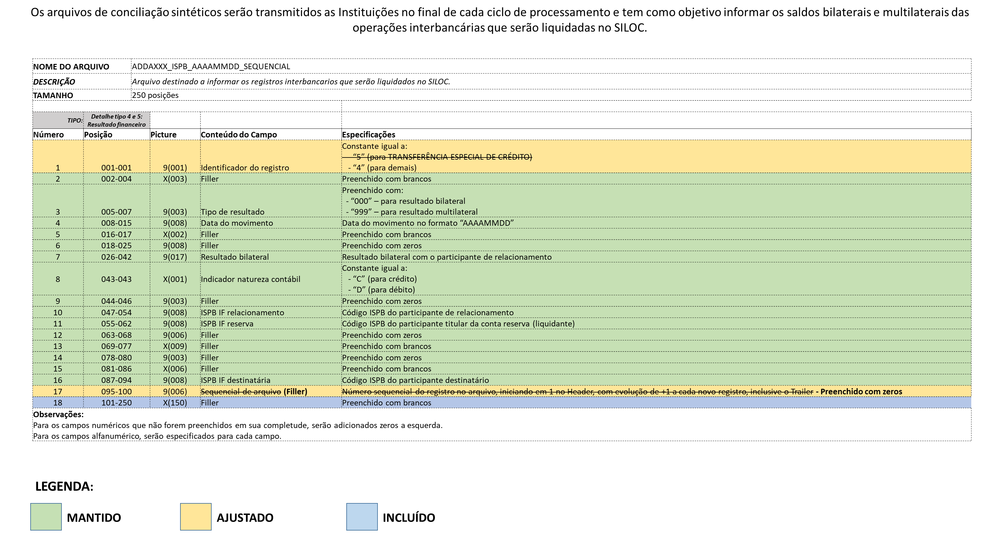 Os arquivos de conciliação sintéticos serão transmitidos as Instituições no final de cada ciclo de processamento e tem como objetivo informar os saldos bilaterais e multilaterais das
operações interbancárias que serão liquidadas no SILOC.
NOME DO ARQUIVO ADDAXXX_ISPB_AAAAMMDD_SEQUENCIAL
DESCRIÇÃO Arquivo destinado a informar os registros interbancarios que serão liquidados no SILOC.
TAMANHO 250 posições
TIPO: Detalhe tipo 4 e 5:
Resultado financeiro
Número Posição Picture Conteúdo do Campo Especificações
Constante igual a:
- “5” (para TRANSFERÊNCIA ESPECIAL DE CRÉDITO)
1 001-001 9(001) Identificador do registro - “4” (para demais)
2 002-004 X(003) Filler Preenchido com brancos
Preenchido com:
- “000” – para resultado bilateral
3 005-007 9(003) Tipo de resultado - “999” – para resultado multilateral
4 008-015 9(008) Data do movimento Data do movimento no formato “AAAAMMDD”
5 016-017 X(002) Filler Preenchido com brancos
6 018-025 9(008) Filler Preenchido com zeros
7 026-042 9(017) Resultado bilateral Resultado bilateral com o participante de relacionamento
Constante igual a:
8 043-043 X(001) Indicador natureza contábil - “C” (para crédito)
- “D” (para débito)
9 044-046 9(003) Filler Preenchido com zeros
10 047-054 9(008) ISPB IF relacionamento Código ISPB do participante de relacionamento
11 055-062 9(008) ISPB IF reserva Código ISPB do participante titular da conta reserva (liquidante)
12 063-068 9(006) Filler Preenchido com zeros
13 069-077 X(009) Filler Preenchido com brancos
14 078-080 9(003) Filler Preenchido com zeros
15 081-086 X(006) Filler Preenchido com brancos
16 087-094 9(008) ISPB IF destinatária Código ISPB do participante destinatário
17 095-100 9(006) Sequencial de arquivo (Filler) Número sequencial do registro no arquivo, iniciando em 1 no Header, com evolução de +1 a cada novo registro, inclusive o Trailer - Preenchido com zeros
18 101-250 X(150) Filler Preenchido com brancos
Observações:
Para os campos numéricos que não forem preenchidos em sua completude, serão adicionados zeros a esquerda.
Para os campos alfanumérico, serão especificados para cada campo.
LEGENDA:
MANTIDO AJUSTADO INCLUÍDO